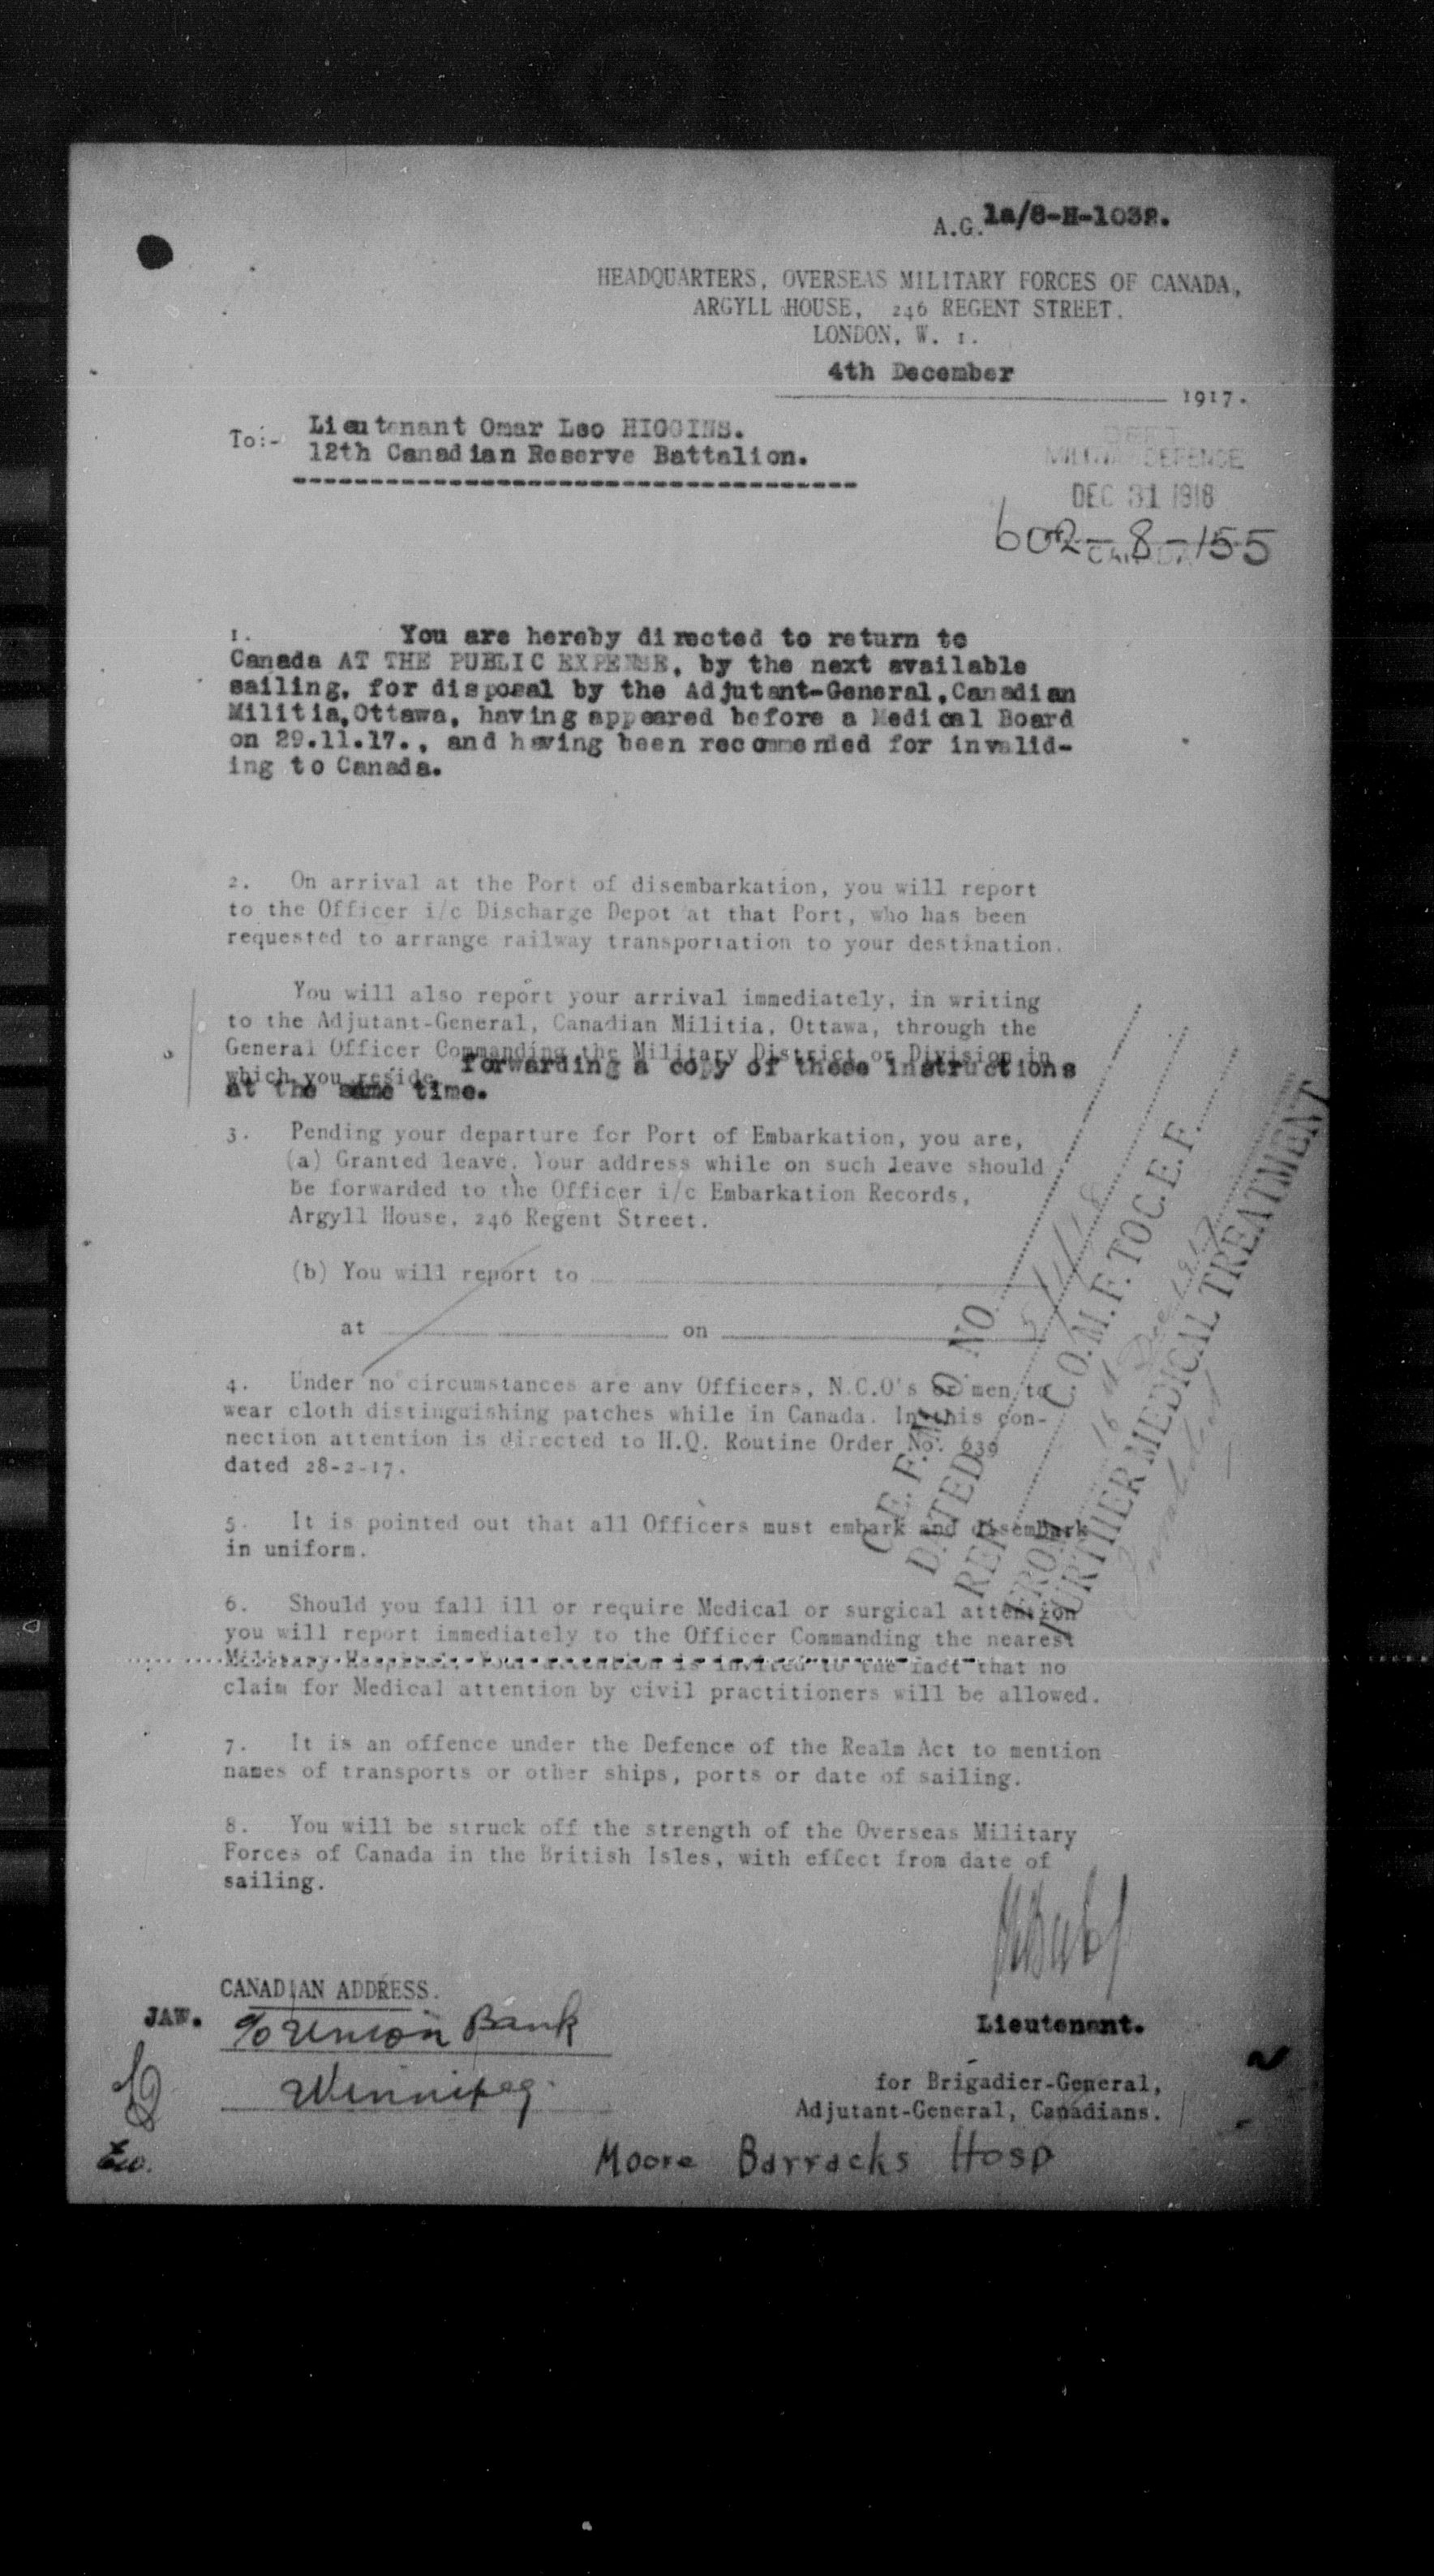 A.G. 1a/8-H-103
HEADQUARTERS, OVERSEAS MILITARY FORCES OF CANADA,
ARGYLL HOUSE, 246 REGENT STREET.
LONDON, W. 1.
4th December
1917.
To:- Lieutenant Omar Leo HIGGINS.
12th Canadian Reserve Battalion.
DEFENCE
DEC 31 1918
602-8-155
CANADA
1. You are hereby directed to return to
Canada AT THE PUBLIC EXPENSE, by the next available
sailing, for disposal by the Adjutant-General, Canadian
Militia, Ottawa, having appeared before a Medical Board
on 29.11.17., and having been recommended for invalid-
ing to Canada.
2. On arrival at the Port of disembarkation, you will report
to the Officer i/c Discharge Depot at that Port, who has been
requested to arrange railway transportation to your destination.
You will also report your arrival immediately, in writing
to the Adjutant-General, Canadian Militia, Ottawa, through the
General Officer Commanding the Military District or Division in
which you reside forwarding a copy of these instructions
at the same time.
3. Pending your departure for Port of Embarkation, you are,
(a) Granted leave. Your address while on such leave should
be forwarded to the Officer i/c Embarkation Records,
Argyll House, 246 Regent Street.
(b) You will report to
at on
4. Under no circumstances are any Officers, N.C.O's or men to
wear cloth distinguishing patches while in Canada. In this con-
nection attention is directed to H.Q. Routine Order No. 639
dated 28-2-17.
5. It is pointed out that all Officers must embark and disembark
in uniform.
6. Should you fall ill or require Medical or surgical attention
you will report immediately to the Officer Commanding the nearest
Military Hospital. Your attention is invited to the fact that no
claim for Medical attention by civil practitioners will be allowed.
7. It is an offence under the Defence of the Realm Act to mention
names of transports or other ships, ports or date of sailing.
8. You will be struck off the strength of the Overseas Military
Forces of Canada in the British Isles, with effect from date of
sailing.
C.E.F.M.O. NO.
DATED
REF. C.O.M.F. TO C.E.F.
FROM
FURTHER MEDICAL TREATMENT
CANADIAN ADDRESS.
JAW.
c/o Union Bank
Winnipeg.
Lieutenant.
for Brigadier-General,
Adjutant-General, Canadians.
Moore Barracks Hosp